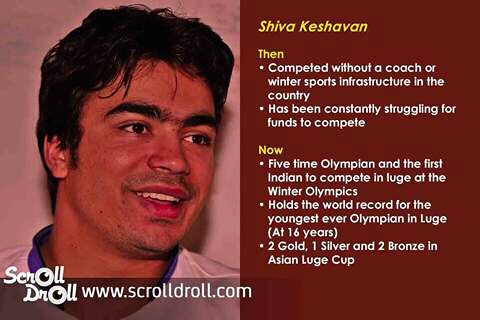 Shiva Keshavan
Then
• Competed without a coach or
winter sports infrastructure in the
country
• Has been constantly struggling for
funds to compete
Now
• Five time Olympian and the first
Indian to compete in luge at the
Winter Olympics
• Holds the world record for the
youngest ever Olympian in Luge
(At 16 years)
• 2 Gold, 1 Silver and 2 Bronze in
Asian Luge Cup
Scroll
Droll
www.scrolldroll.com